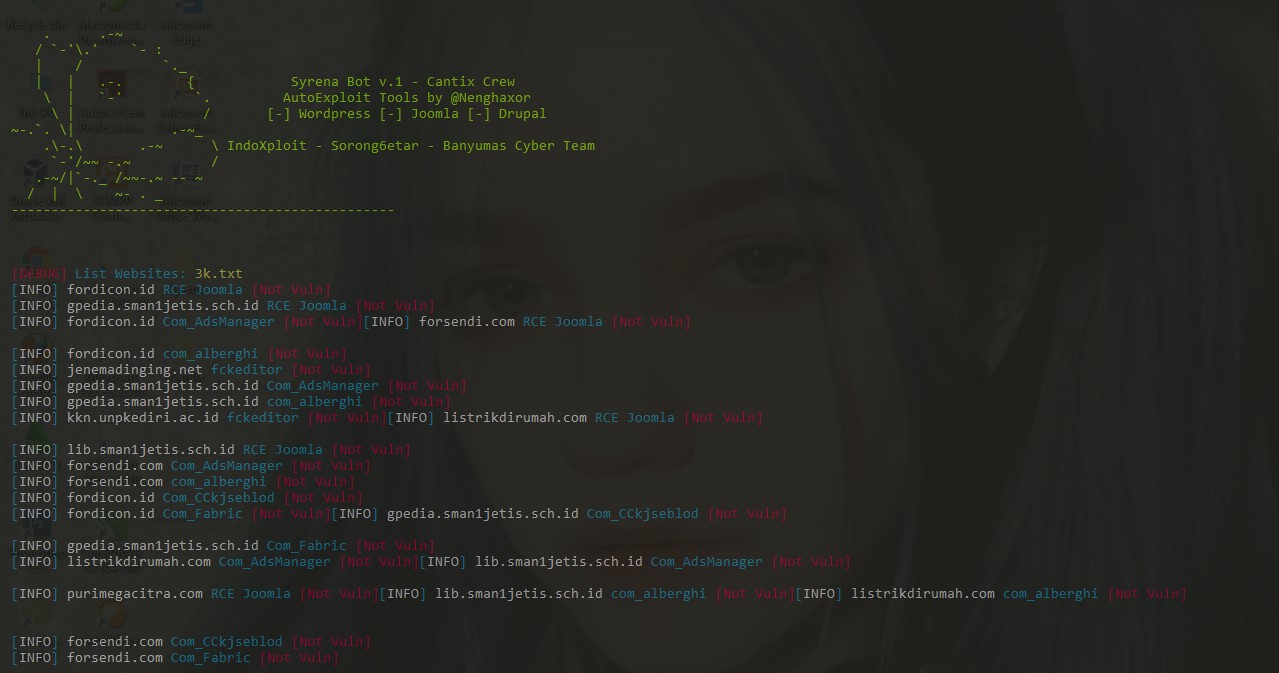 Recycle Bin
Macromedia
Microsoft Edge
Syrena Bot v.1 - Cantix Crew
AutoExploit Tools by @Nenghaxor
[-] Wordpress [-] Joomla [-] Drupal
IndoXploit - Sorong6etar - Banyumas Cyber Team
[DEBUG] List Websites: 3k.txt
[INFO] fordicon.id RCE Joomla [Not Vuln]
[INFO] gpedia.sman1jetis.sch.id RCE Joomla [Not Vuln]
[INFO] fordicon.id Com_AdsManager [Not Vuln][INFO] forsendi.com RCE Joomla [Not Vuln]
[INFO] fordicon.id com_alberghi [Not Vuln]
[INFO] jenemadinging.net fckeditor [Not Vuln]
[INFO] gpedia.sman1jetis.sch.id Com_AdsManager [Not Vuln]
[INFO] gpedia.sman1jetis.sch.id com_alberghi [Not Vuln]
[INFO] kkn.unpkediri.ac.id fckeditor [Not Vuln][INFO] listrikdirumah.com RCE Joomla [Not Vuln]
[INFO] lib.sman1jetis.sch.id RCE Joomla [Not Vuln]
[INFO] forsendi.com Com_AdsManager [Not Vuln]
[INFO] forsendi.com com_alberghi [Not Vuln]
[INFO] fordicon.id Com_CCkjseblod [Not Vuln]
[INFO] fordicon.id Com_Fabric [Not Vuln][INFO] gpedia.sman1jetis.sch.id Com_CCkjseblod [Not Vuln]
[INFO] gpedia.sman1jetis.sch.id Com_Fabric [Not Vuln]
[INFO] listrikdirumah.com Com_AdsManager [Not Vuln][INFO] lib.sman1jetis.sch.id Com_AdsManager [Not Vuln]
[INFO] purimegacitra.com RCE Joomla [Not Vuln][INFO] lib.sman1jetis.sch.id com_alberghi [Not Vuln][INFO] listrikdirumah.com com_alberghi [Not Vuln]
[INFO] forsendi.com Com_CCkjseblod [Not Vuln]
[INFO] forsendi.com Com_Fabric [Not Vuln]